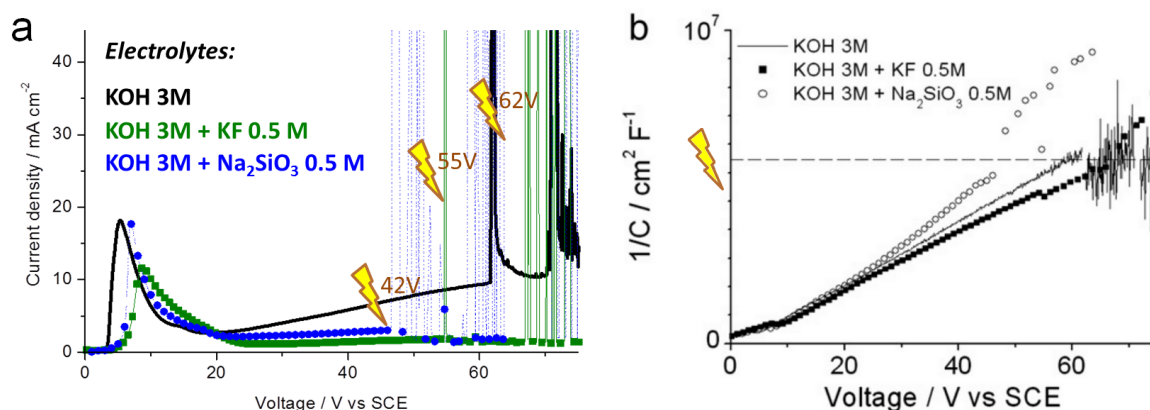 a
Electrolytes:
KOH 3M
KOH 3M + KF 0.5 M
KOH 3M + Na₂SiO₃ 0.5 M
62V
55V
42V
Current density / mA cm⁻²
40
30
20
10
0
0 20 40 60
Voltage / V vs SCE
b
KOH 3M
KOH 3M + KF 0.5M
KOH 3M + Na₂SiO₃ 0.5M
1/C / cm² F⁻¹
10⁷
0
0 20 40 60
Voltage / V vs SCE